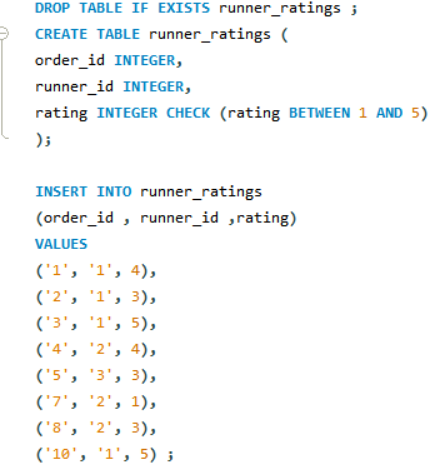 DROP TABLE IF EXISTS runner_ratings ;
CREATE TABLE runner_ratings (
order_id INTEGER,
runner_id INTEGER,
rating INTEGER CHECK (rating BETWEEN 1 AND 5)
);
INSERT INTO runner_ratings
(order_id , runner_id ,rating)
VALUES
('1', '1', 4),
('2', '1', 3),
('3', '1', 5),
('4', '2', 4),
('5', '3', 3),
('7', '2', 1),
('8', '2', 3),
('10', '1', 5) ;